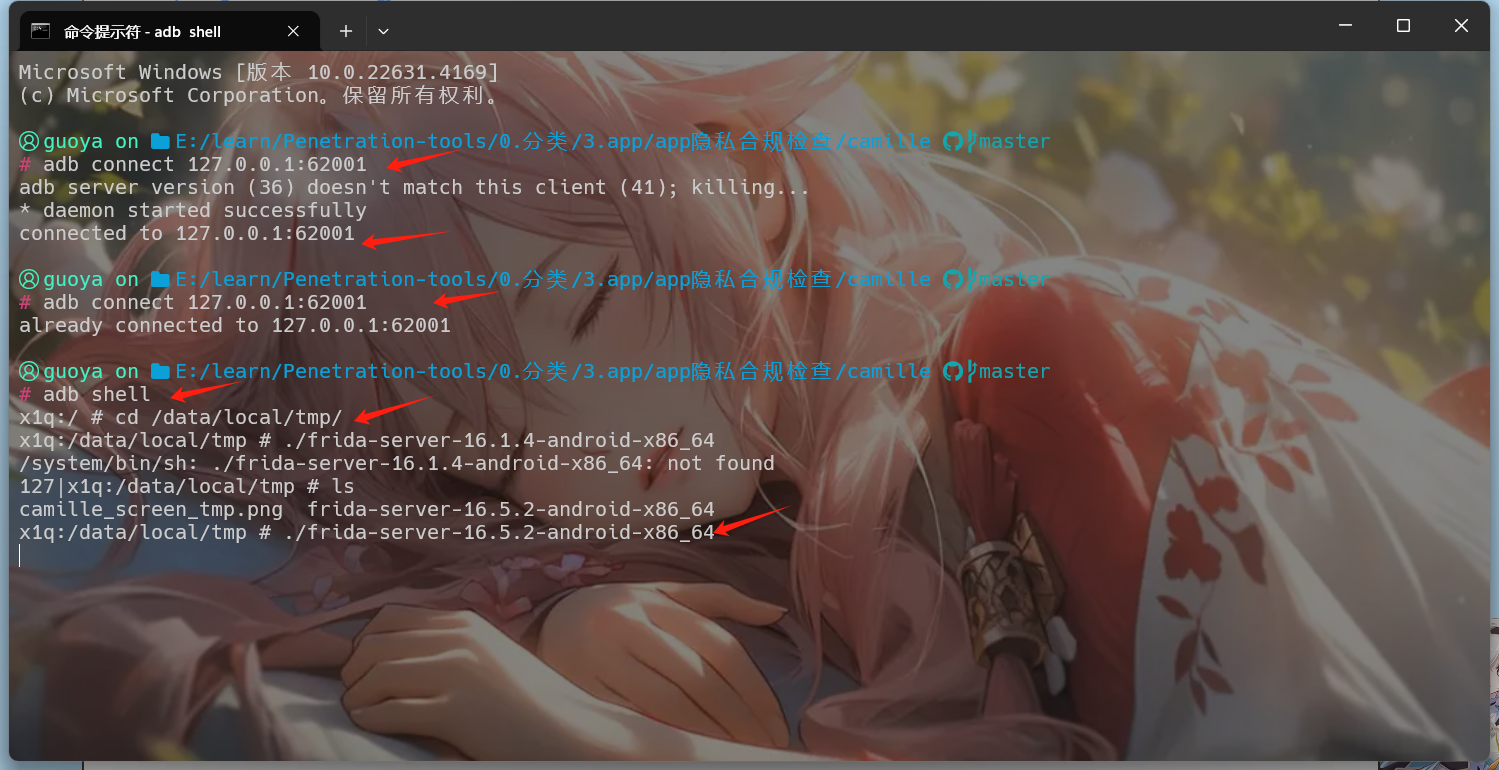 命令提示符 - adb shell
Microsoft Windows [版本 10.0.22631.4169]
(c) Microsoft Corporation。保留所有权利。
guoya on E:/learn/Penetration-tools/0.分类/3.app/app隐私合规检查/camille master
# adb connect 127.0.0.1:62001
adb server version (36) doesn't match this client (41); killing...
* daemon started successfully
connected to 127.0.0.1:62001
guoya on E:/learn/Penetration-tools/0.分类/3.app/app隐私合规检查/camille master
# adb connect 127.0.0.1:62001
already connected to 127.0.0.1:62001
guoya on E:/learn/Penetration-tools/0.分类/3.app/app隐私合规检查/camille master
# adb shell
x1q:/ # cd /data/local/tmp/
x1q:/data/local/tmp # ./frida-server-16.1.4-android-x86_64
/system/bin/sh: ./frida-server-16.1.4-android-x86_64: not found
127|x1q:/data/local/tmp # ls
camille_screen_tmp.png  frida-server-16.5.2-android-x86_64
x1q:/data/local/tmp # ./frida-server-16.5.2-android-x86_64